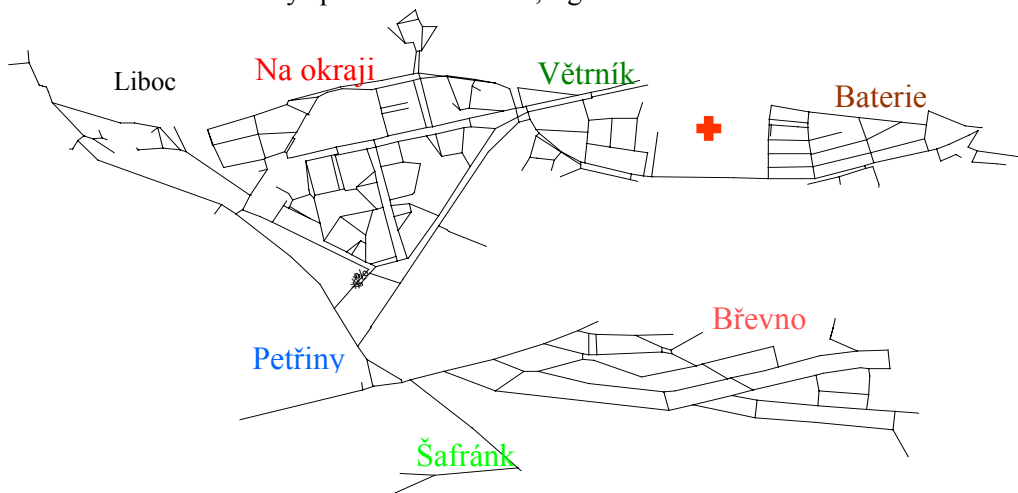 Na okraji
Větrník
Liboc
Baterie
Břevno
Petřiny
Šafránk